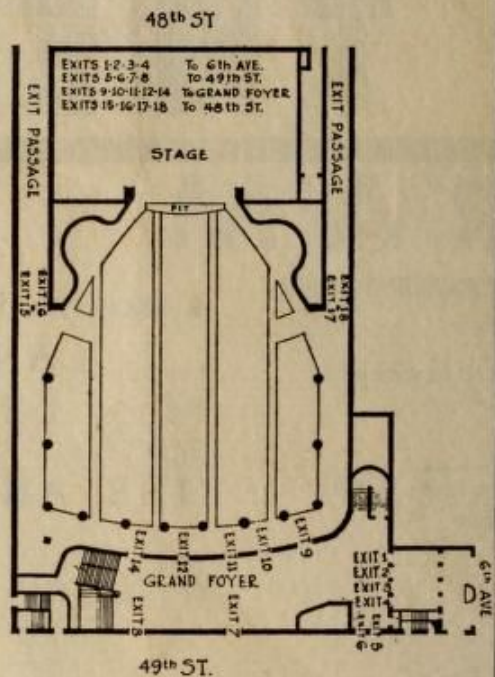 48th ST
EXITS 1-2-3-4 To 6th AVE.
EXITS 5-6-7-8 To 49th ST.
EXITS 9-10-11-12-14 To GRAND FOYER
EXITS 15-16-17-18 To 48th ST.
STAGE
EXIT PASSAGE
EXIT PASSAGE
PIT
EXIT 15
EXIT 16
EXIT 17
EXIT 18
EXIT 14
EXIT 12
EXIT 11
EXIT 10
EXIT 9
GRAND FOYER
EXIT 8
EXIT 7
EXIT 1
EXIT 2
EXIT 3
EXIT 4
EXIT 6
EXIT 5
6th AVE
49th ST.